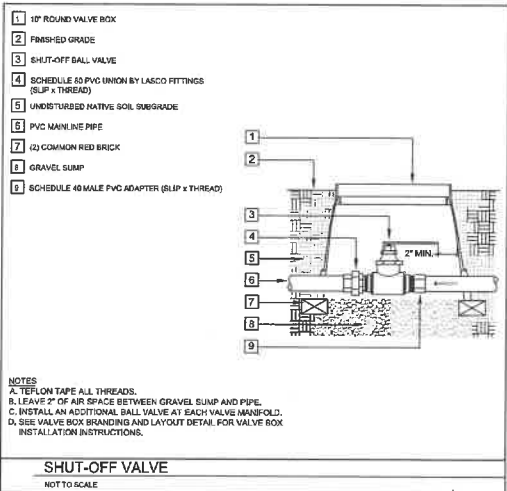 1 10" ROUND VALVE BOX
2 FINISHED GRADE
3 SHUT-OFF BALL VALVE
4 SCHEDULE 80 PVC UNION BY LASCO FITTINGS
(SLIP x THREAD)
5 UNDISTURBED NATIVE SOIL SUBGRADE
6 PVC MAINLINE PIPE
7 (2) COMMON RED BRICK
8 GRAVEL SUMP
9 SCHEDULE 40 MALE PVC ADAPTER (SLIP x THREAD)
1
2
3
4
2" MIN.
5
6
7
8
9
NOTES
A. TEFLON TAPE ALL THREADS.
B. LEAVE 2" OF AIR SPACE BETWEEN GRAVEL SUMP AND PIPE.
C. INSTALL AN ADDITIONAL BALL VALVE AT EACH VALVE MANIFOLD.
D. SEE VALVE BOX BRANDING AND LAYOUT DETAIL FOR VALVE BOX
INSTALLATION INSTRUCTIONS.
SHUT-OFF VALVE
NOT TO SCALE